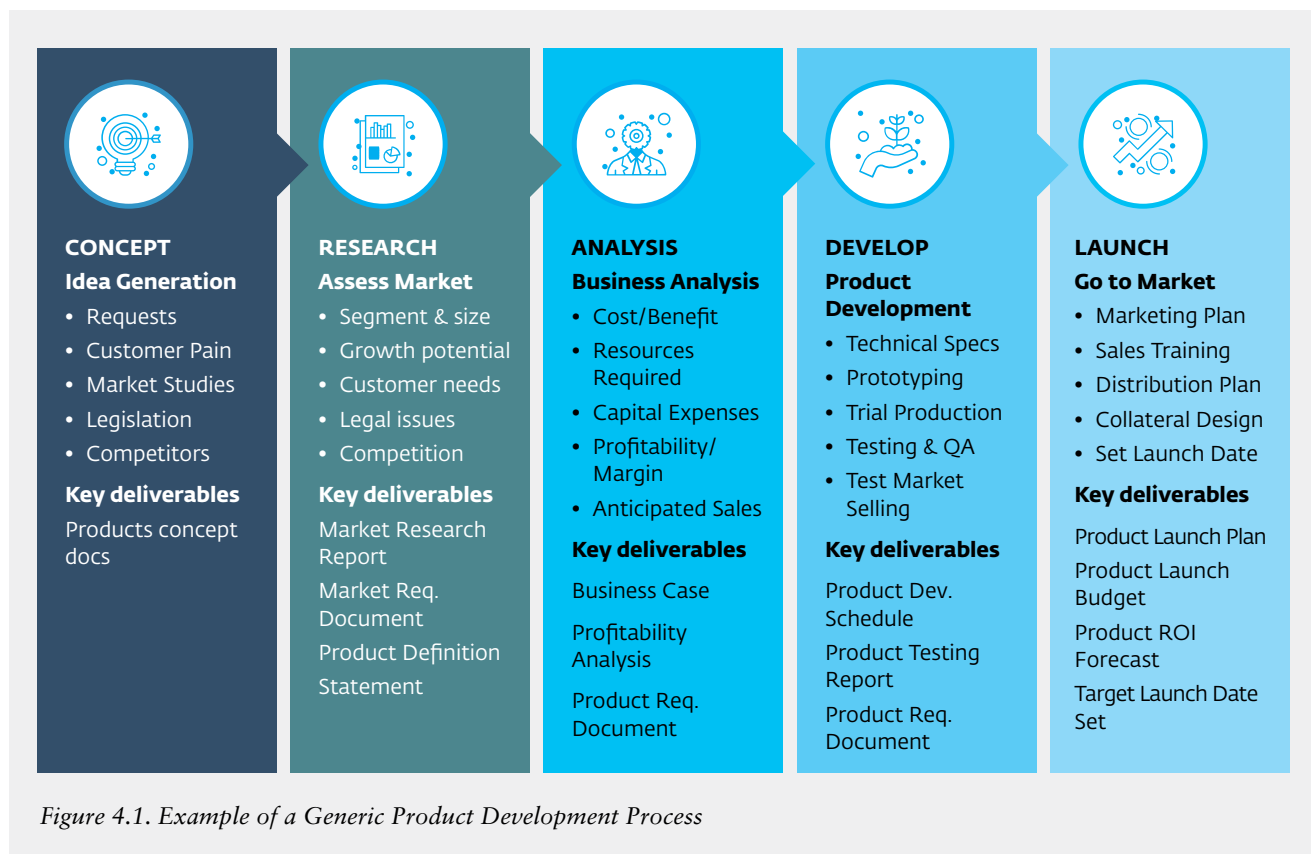 CONCEPT
Idea Generation
• Requests
• Customer Pain
• Market Studies
• Legislation
• Competitors
Key deliverables
Products concept
docs
RESEARCH
Assess Market
• Segment & size
• Growth potential
• Customer needs
• Legal issues
• Competition
Key deliverables
Market Research
Report
Market Req.
Document
Product Definition
Statement
ANALYSIS
Business Analysis
• Cost/Benefit
• Resources
Required
• Capital Expenses
• Profitability/
Margin
• Anticipated Sales
Key deliverables
Business Case
Profitability
Analysis
Product Req.
Document
DEVELOP
Product
Development
• Technical Specs
• Prototyping
• Trial Production
• Testing & QA
• Test Market
Selling
Key deliverables
Product Dev.
Schedule
Product Testing
Report
Product Req.
Document
LAUNCH
Go to Market
• Marketing Plan
• Sales Training
• Distribution Plan
• Collateral Design
• Set Launch Date
Key deliverables
Product Launch Plan
Product Launch
Budget
Product ROI
Forecast
Target Launch Date
Set
Figure 4.1. Example of a Generic Product Development Process